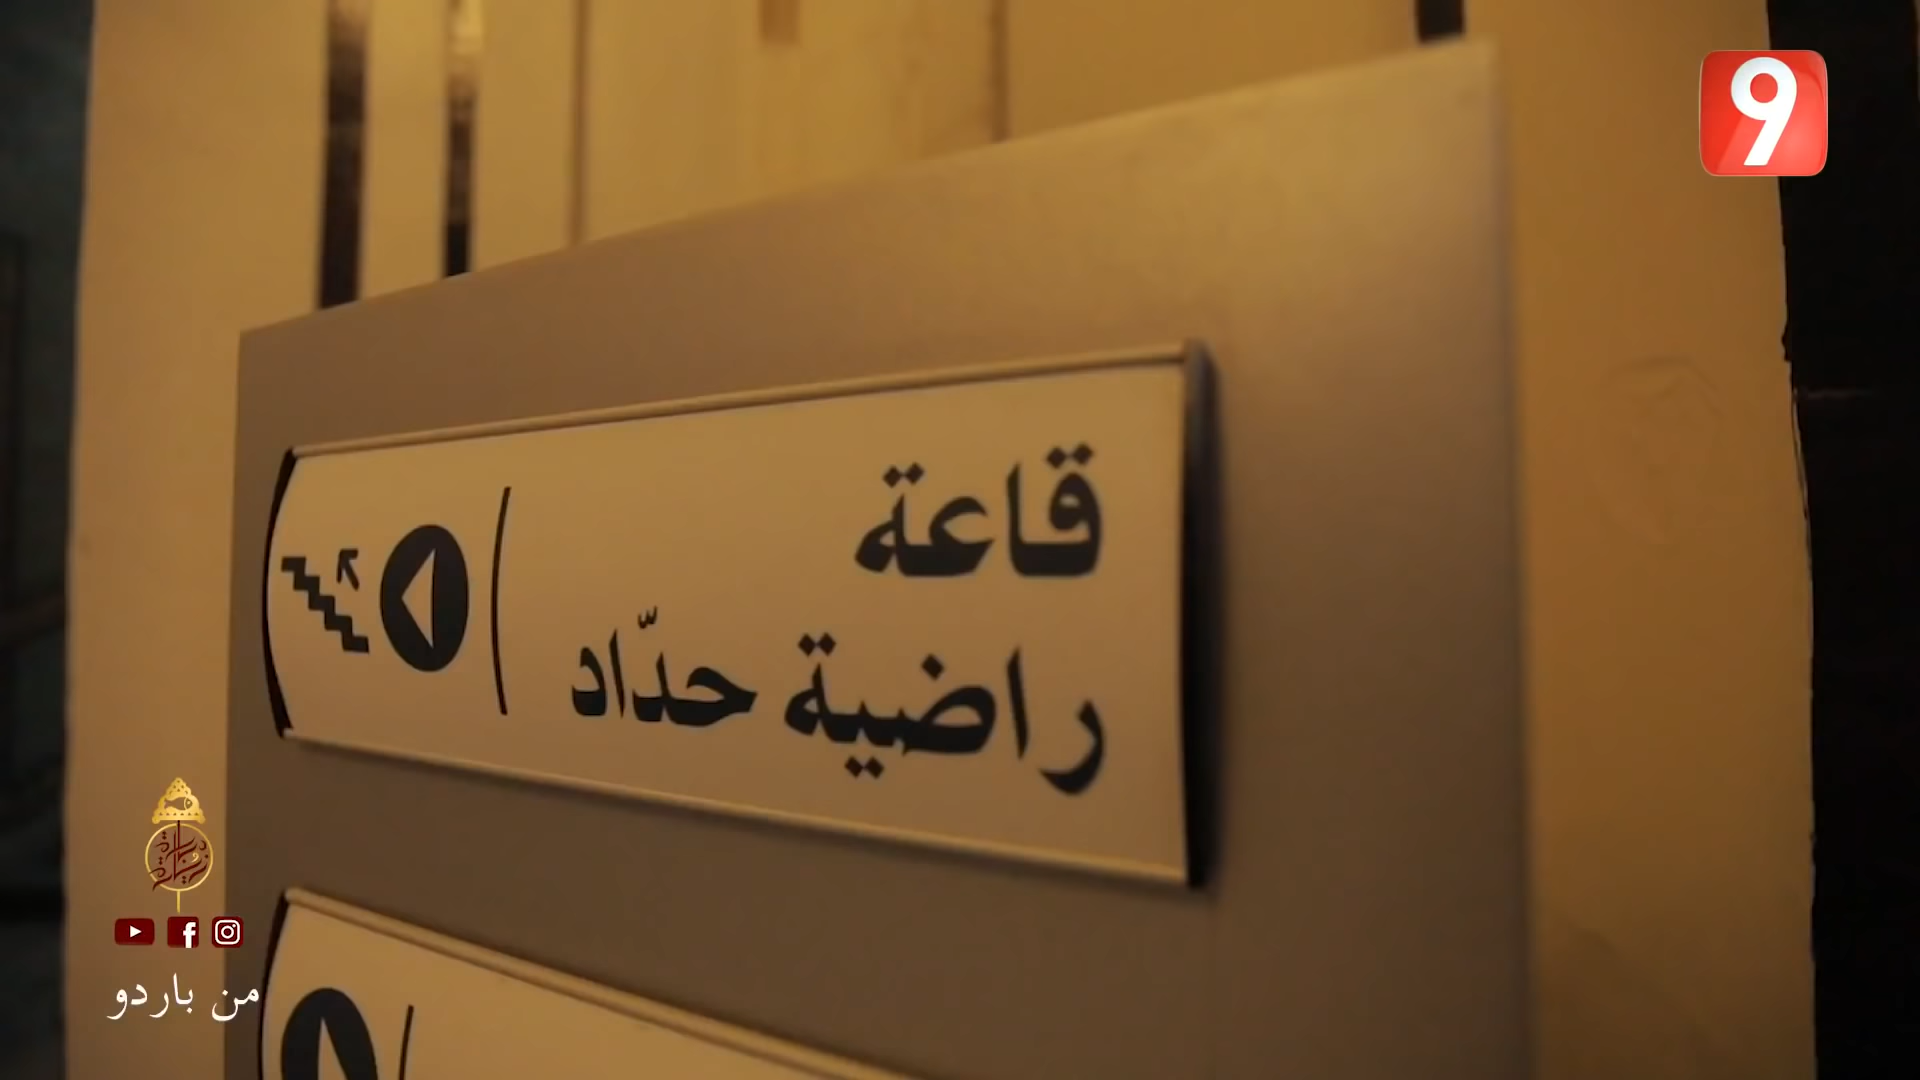 9
قاعة
راضية حدّاد
من باردو